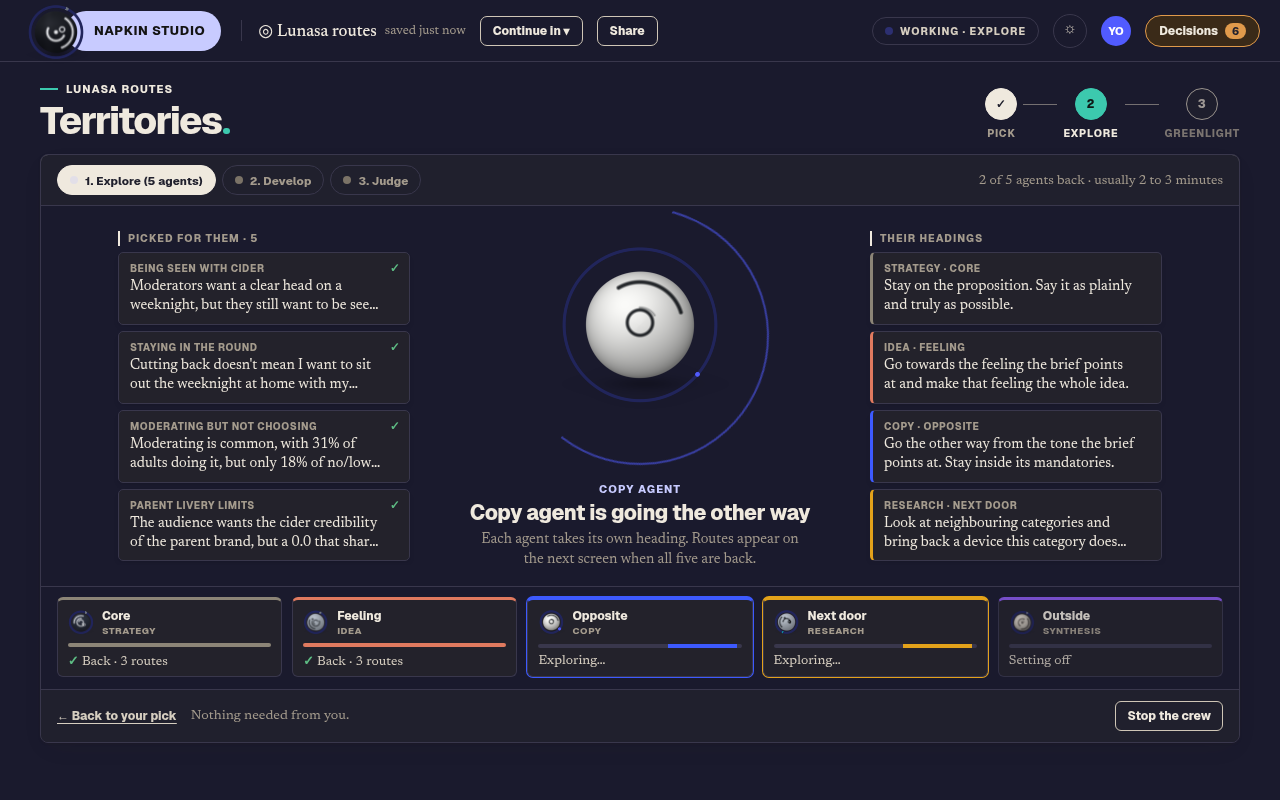 NAPKIN STUDIO
Lunasa routes
saved just now
Continue in ▾
Share
WORKING · EXPLORE
YO
Decisions 6
LUNASA ROUTES
Territories.
✓
PICK
2
EXPLORE
3
GREENLIGHT
1. Explore (5 agents)
2. Develop
3. Judge
2 of 5 agents back · usually 2 to 3 minutes
PICKED FOR THEM · 5
BEING SEEN WITH CIDER ✓
Moderators want a clear head on a
weeknight, but they still want to be see...
STAYING IN THE ROUND ✓
Cutting back doesn't mean I want to sit
out the weeknight at home with my...
MODERATING BUT NOT CHOOSING ✓
Moderating is common, with 31% of
adults doing it, but only 18% of no/low...
PARENT LIVERY LIMITS ✓
The audience wants the cider credibility
of the parent brand, but a 0.0 that shar...
COPY AGENT
Copy agent is going the other way
Each agent takes its own heading. Routes appear on
the next screen when all five are back.
THEIR HEADINGS
STRATEGY · CORE
Stay on the proposition. Say it as plainly
and truly as possible.
IDEA · FEELING
Go towards the feeling the brief points
at and make that feeling the whole idea.
COPY · OPPOSITE
Go the other way from the tone the brief
points at. Stay inside its mandatories.
RESEARCH · NEXT DOOR
Look at neighbouring categories and
bring back a device this category does...
Core
STRATEGY
✓ Back · 3 routes
Feeling
IDEA
✓ Back · 3 routes
Opposite
COPY
Exploring...
Next door
RESEARCH
Exploring...
Outside
SYNTHESIS
Setting off
← Back to your pick
Nothing needed from you.
Stop the crew